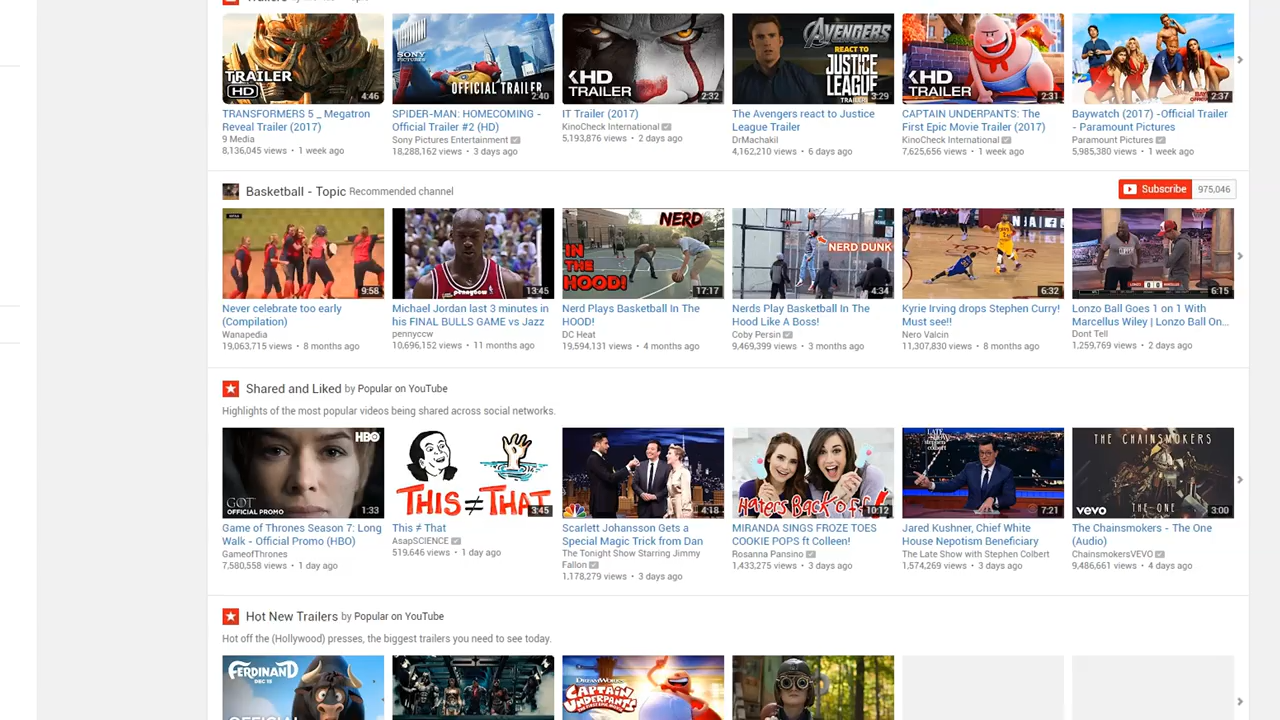 TRAILER
HD
4:46
SONY
PICTURES
OFFICIAL TRAILER
2:40
HD
TRAILER
2:32
AVENGERS
REACT TO
JUSTICE
LEAGUE
TRAILERS
3:29
HD
TRAILER
2:31
2:37
TRANSFORMERS 5 _ Megatron
Reveal Trailer (2017)
9 Media
8,136,045 views • 1 week ago
SPIDER-MAN: HOMECOMING -
Official Trailer #2 (HD)
Sony Pictures Entertainment
18,288,162 views • 3 days ago
IT Trailer (2017)
KinoCheck International
5,193,876 views • 2 days ago
The Avengers react to Justice
League Trailer
DrMachakil
4,162,210 views • 6 days ago
CAPTAIN UNDERPANTS: The
First Epic Movie Trailer (2017)
KinoCheck International
7,625,656 views • 1 week ago
Baywatch (2017) -Official Trailer
- Paramount Pictures
Paramount Pictures
5,985,380 views • 1 week ago
Basketball - Topic Recommended channel
Subscribe 975,046
9:58
13:45
NERD
IN
THE
HOOD!
17:17
NERD DUNK
4:34
6:32
6:15
Never celebrate too early
(Compilation)
Wanapedia
19,063,715 views • 8 months ago
Michael Jordan last 3 minutes in
his FINAL BULLS GAME vs Jazz
pennyccw
10,696,152 views • 11 months ago
Nerd Plays Basketball In The
HOOD!
DC Heat
19,594,131 views • 4 months ago
Nerds Play Basketball In The
Hood Like A Boss!
Coby Persin
9,469,399 views • 3 months ago
Kyrie Irving drops Stephen Curry!
Must see!!
Nero Valcin
11,307,830 views • 8 months ago
Lonzo Ball Goes 1 on 1 With
Marcellus Wiley | Lonzo Ball On...
Dont Tell
1,259,769 views • 2 days ago
Shared and Liked by Popular on YouTube
Highlights of the most popular videos being shared across social networks.
HBO
GOT
OFFICIAL PROMO
1:33
THIS ≠ THAT
3:45
4:18
Haters Back off!
10:12
LATE
SHOW
7:21
THE CHAINSMOKERS
vevo
THE ONE
3:00
Game of Thrones Season 7: Long
Walk - Official Promo (HBO)
GameofThrones
7,580,558 views • 1 day ago
This ≠ That
AsapSCIENCE
519,646 views • 1 day ago
Scarlett Johansson Gets a
Special Magic Trick from Dan
The Tonight Show Starring Jimmy
Fallon
1,178,279 views • 3 days ago
MIRANDA SINGS FROZE TOES
COOKIE POPS ft Colleen!
Rosanna Pansino
1,433,275 views • 3 days ago
Jared Kushner, Chief White
House Nepotism Beneficiary
The Late Show with Stephen Colbert
1,574,269 views • 3 days ago
The Chainsmokers - The One
(Audio)
ChainsmokersVEVO
9,486,661 views • 4 days ago
Hot New Trailers by Popular on YouTube
Hot off the (Hollywood) presses, the biggest trailers you need to see today.
FERDINAND
DEC 15
OFFICIAL
DREAMWORKS
CAPTAIN
UNDERPANTS